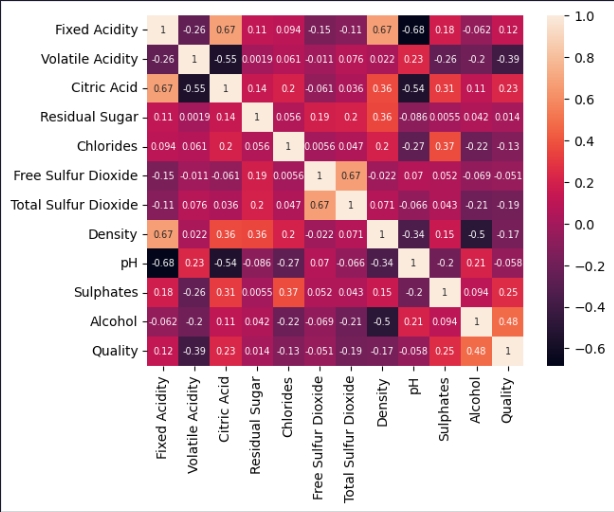 Fixed Acidity 1 -0.26 0.67 0.11 0.094 -0.15 -0.11 0.67 -0.68 0.18 -0.062 0.12
Volatile Acidity -0.26 1 -0.55 0.0019 0.061 -0.011 0.076 0.022 0.23 -0.26 -0.2 -0.39
Citric Acid 0.67 -0.55 1 0.14 0.2 -0.061 0.036 0.36 -0.54 0.31 0.11 0.23
Residual Sugar 0.11 0.0019 0.14 1 0.056 0.19 0.2 0.36 -0.086 0.0055 0.042 0.014
Chlorides 0.094 0.061 0.2 0.056 1 0.0056 0.047 0.2 -0.27 0.37 -0.22 -0.13
Free Sulfur Dioxide -0.15 -0.011 -0.061 0.19 0.0056 1 0.67 -0.022 0.07 0.052 -0.069 -0.051
Total Sulfur Dioxide -0.11 0.076 0.036 0.2 0.047 0.67 1 0.071 -0.066 0.043 -0.21 -0.19
Density 0.67 0.022 0.36 0.36 0.2 -0.022 0.071 1 -0.34 0.15 -0.5 -0.17
pH -0.68 0.23 -0.54 -0.086 -0.27 0.07 -0.066 -0.34 1 -0.2 0.21 -0.058
Sulphates 0.18 -0.26 0.31 0.0055 0.37 0.052 0.043 0.15 -0.2 1 0.094 0.25
Alcohol -0.062 -0.2 0.11 0.042 -0.22 -0.069 -0.21 -0.5 0.21 0.094 1 0.48
Quality 0.12 -0.39 0.23 0.014 -0.13 -0.051 -0.19 -0.17 -0.058 0.25 0.48 1
Fixed Acidity
Volatile Acidity
Citric Acid
Residual Sugar
Chlorides
Free Sulfur Dioxide
Total Sulfur Dioxide
Density
pH
Sulphates
Alcohol
Quality
1.0
0.8
0.6
0.4
0.2
0.0
−0.2
−0.4
−0.6